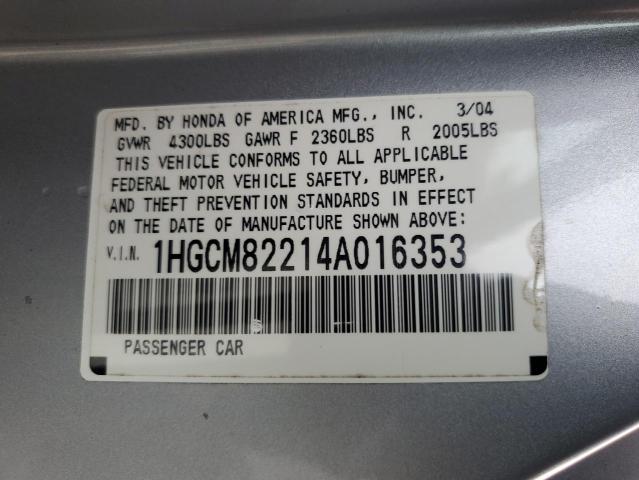 MFD. BY HONDA OF AMERICA MFG., INC. 3/04
GVWR 4300LBS GAWR F 2360LBS R 2005LBS
THIS VEHICLE CONFORMS TO ALL APPLICABLE
FEDERAL MOTOR VEHICLE SAFETY, BUMPER,
AND THEFT PREVENTION STANDARDS IN EFFECT
ON THE DATE OF MANUFACTURE SHOWN ABOVE:
V.I.N. 1HGCM82214A016353
PASSENGER CAR